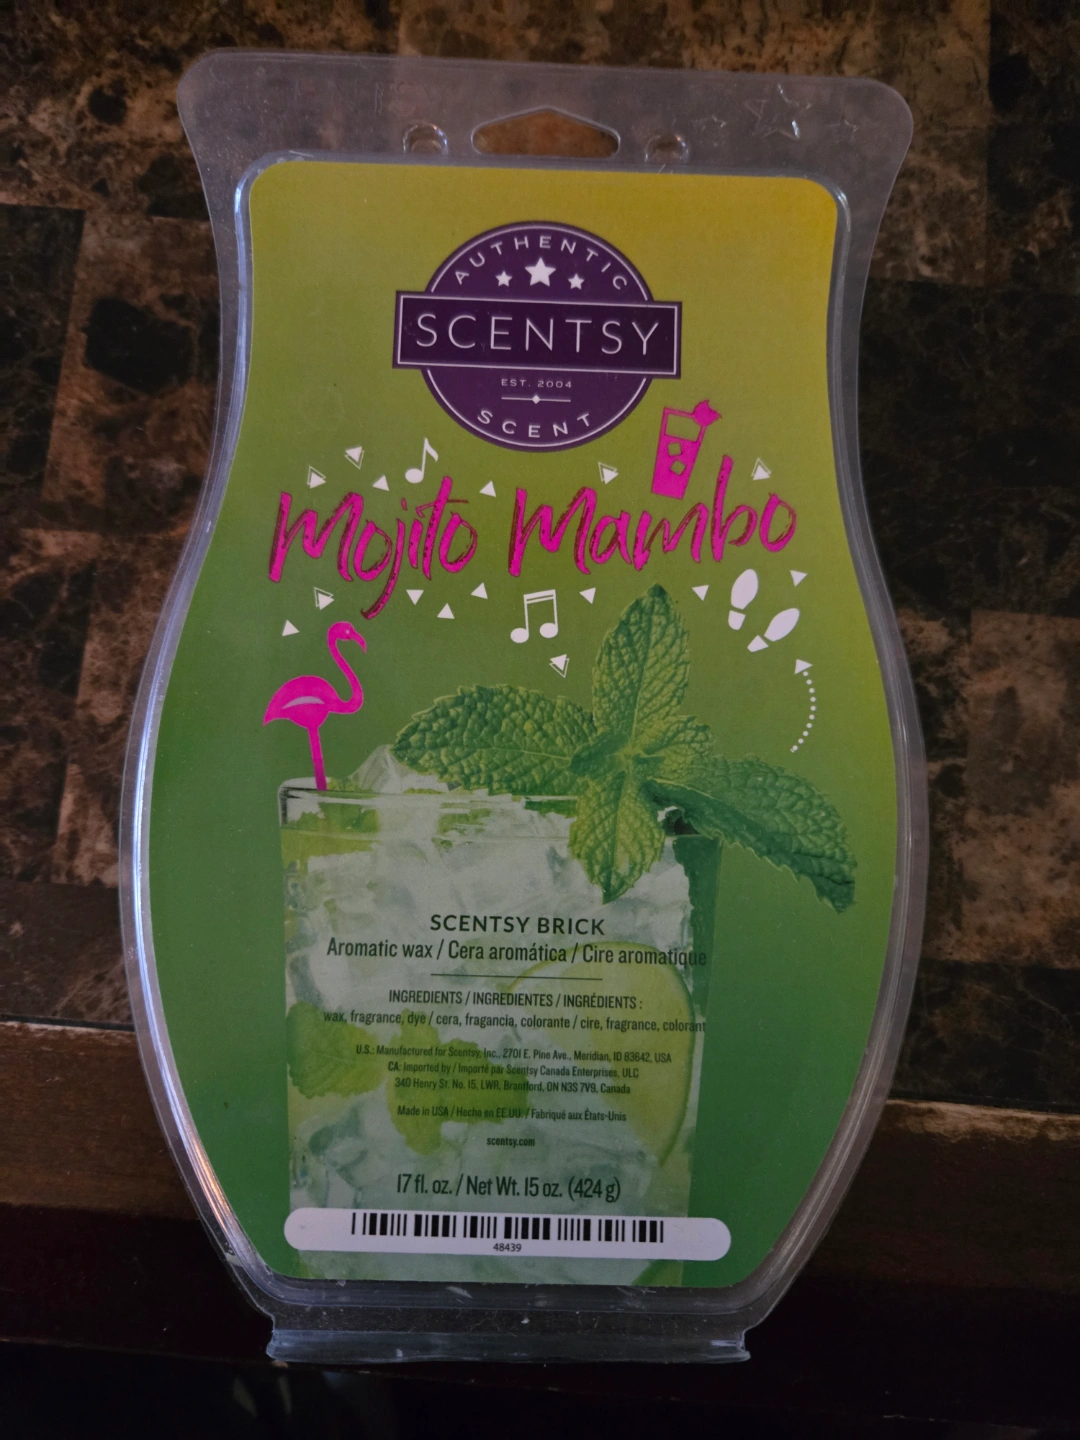 AUTHENTIC
SCENTSY
EST. 2004
SCENT
Mojito Mambo
SCENTSY BRICK
Aromatic wax / Cera aromática / Cire aromatique
INGREDIENTS / INGREDIENTES / INGRÉDIENTS :
wax, fragrance, dye / cera, fragancia, colorante / cire, fragrance, colorant
U.S.: Manufactured for Scentsy, Inc., 2701 E. Pine Ave., Meridian, ID 83642, USA
CA: Imported by / Importé par Scentsy Canada Enterprises, ULC
340 Henry St. No. 15, LWR, Brantford, ON N3S 7V9, Canada
Made in USA / Hecho en EE.UU. / Fabriqué aux États-Unis
scentsy.com
17 fl. oz. / Net Wt. 15 oz. (424 g)
48439